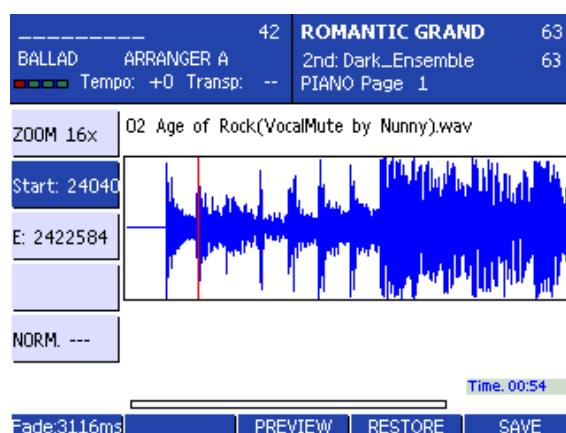 _________ 42
BALLAD ARRANGER A
Tempo: +0 Transp: --
ROMANTIC GRAND 63
2nd: Dark_Ensemble 63
PIANO Page 1
ZOOM 16x
Start: 24040
E: 2422584
NORM. ---
02 Age of Rock(VocalMute by Nunny).wav
Time. 00:54
Fade:3116ms PREVIEW RESTORE SAVE